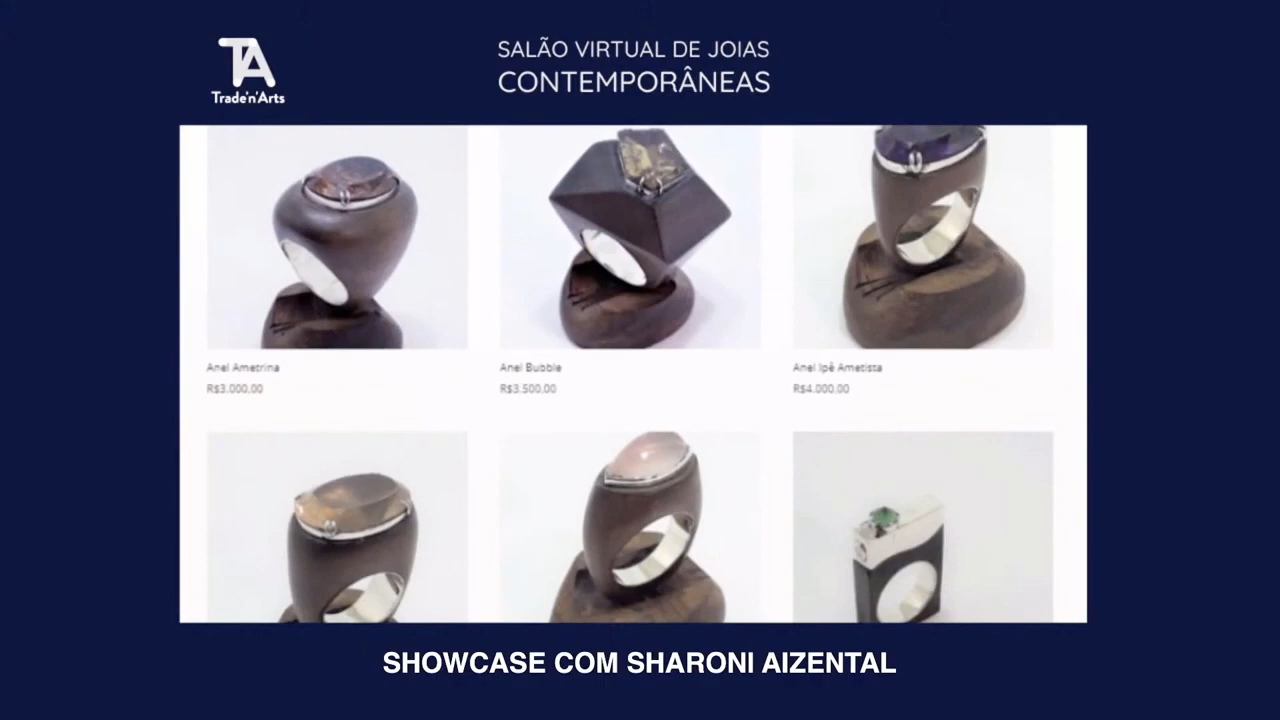 TA
Trade'n'Arts
SALÃO VIRTUAL DE JOIAS
CONTEMPORÂNEAS
Anel Ametrina
R$3.000,00
Anel Bubble
R$3.500,00
Anel Ipê Ametista
R$4.000,00
SHOWCASE COM SHARONI AIZENTAL